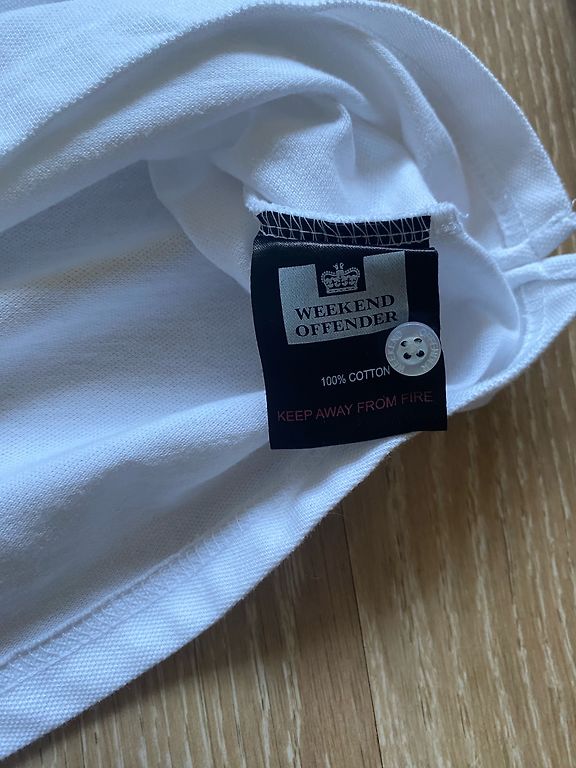 WEEKEND
OFFENDER
100% COTTON
KEEP AWAY FROM FIRE